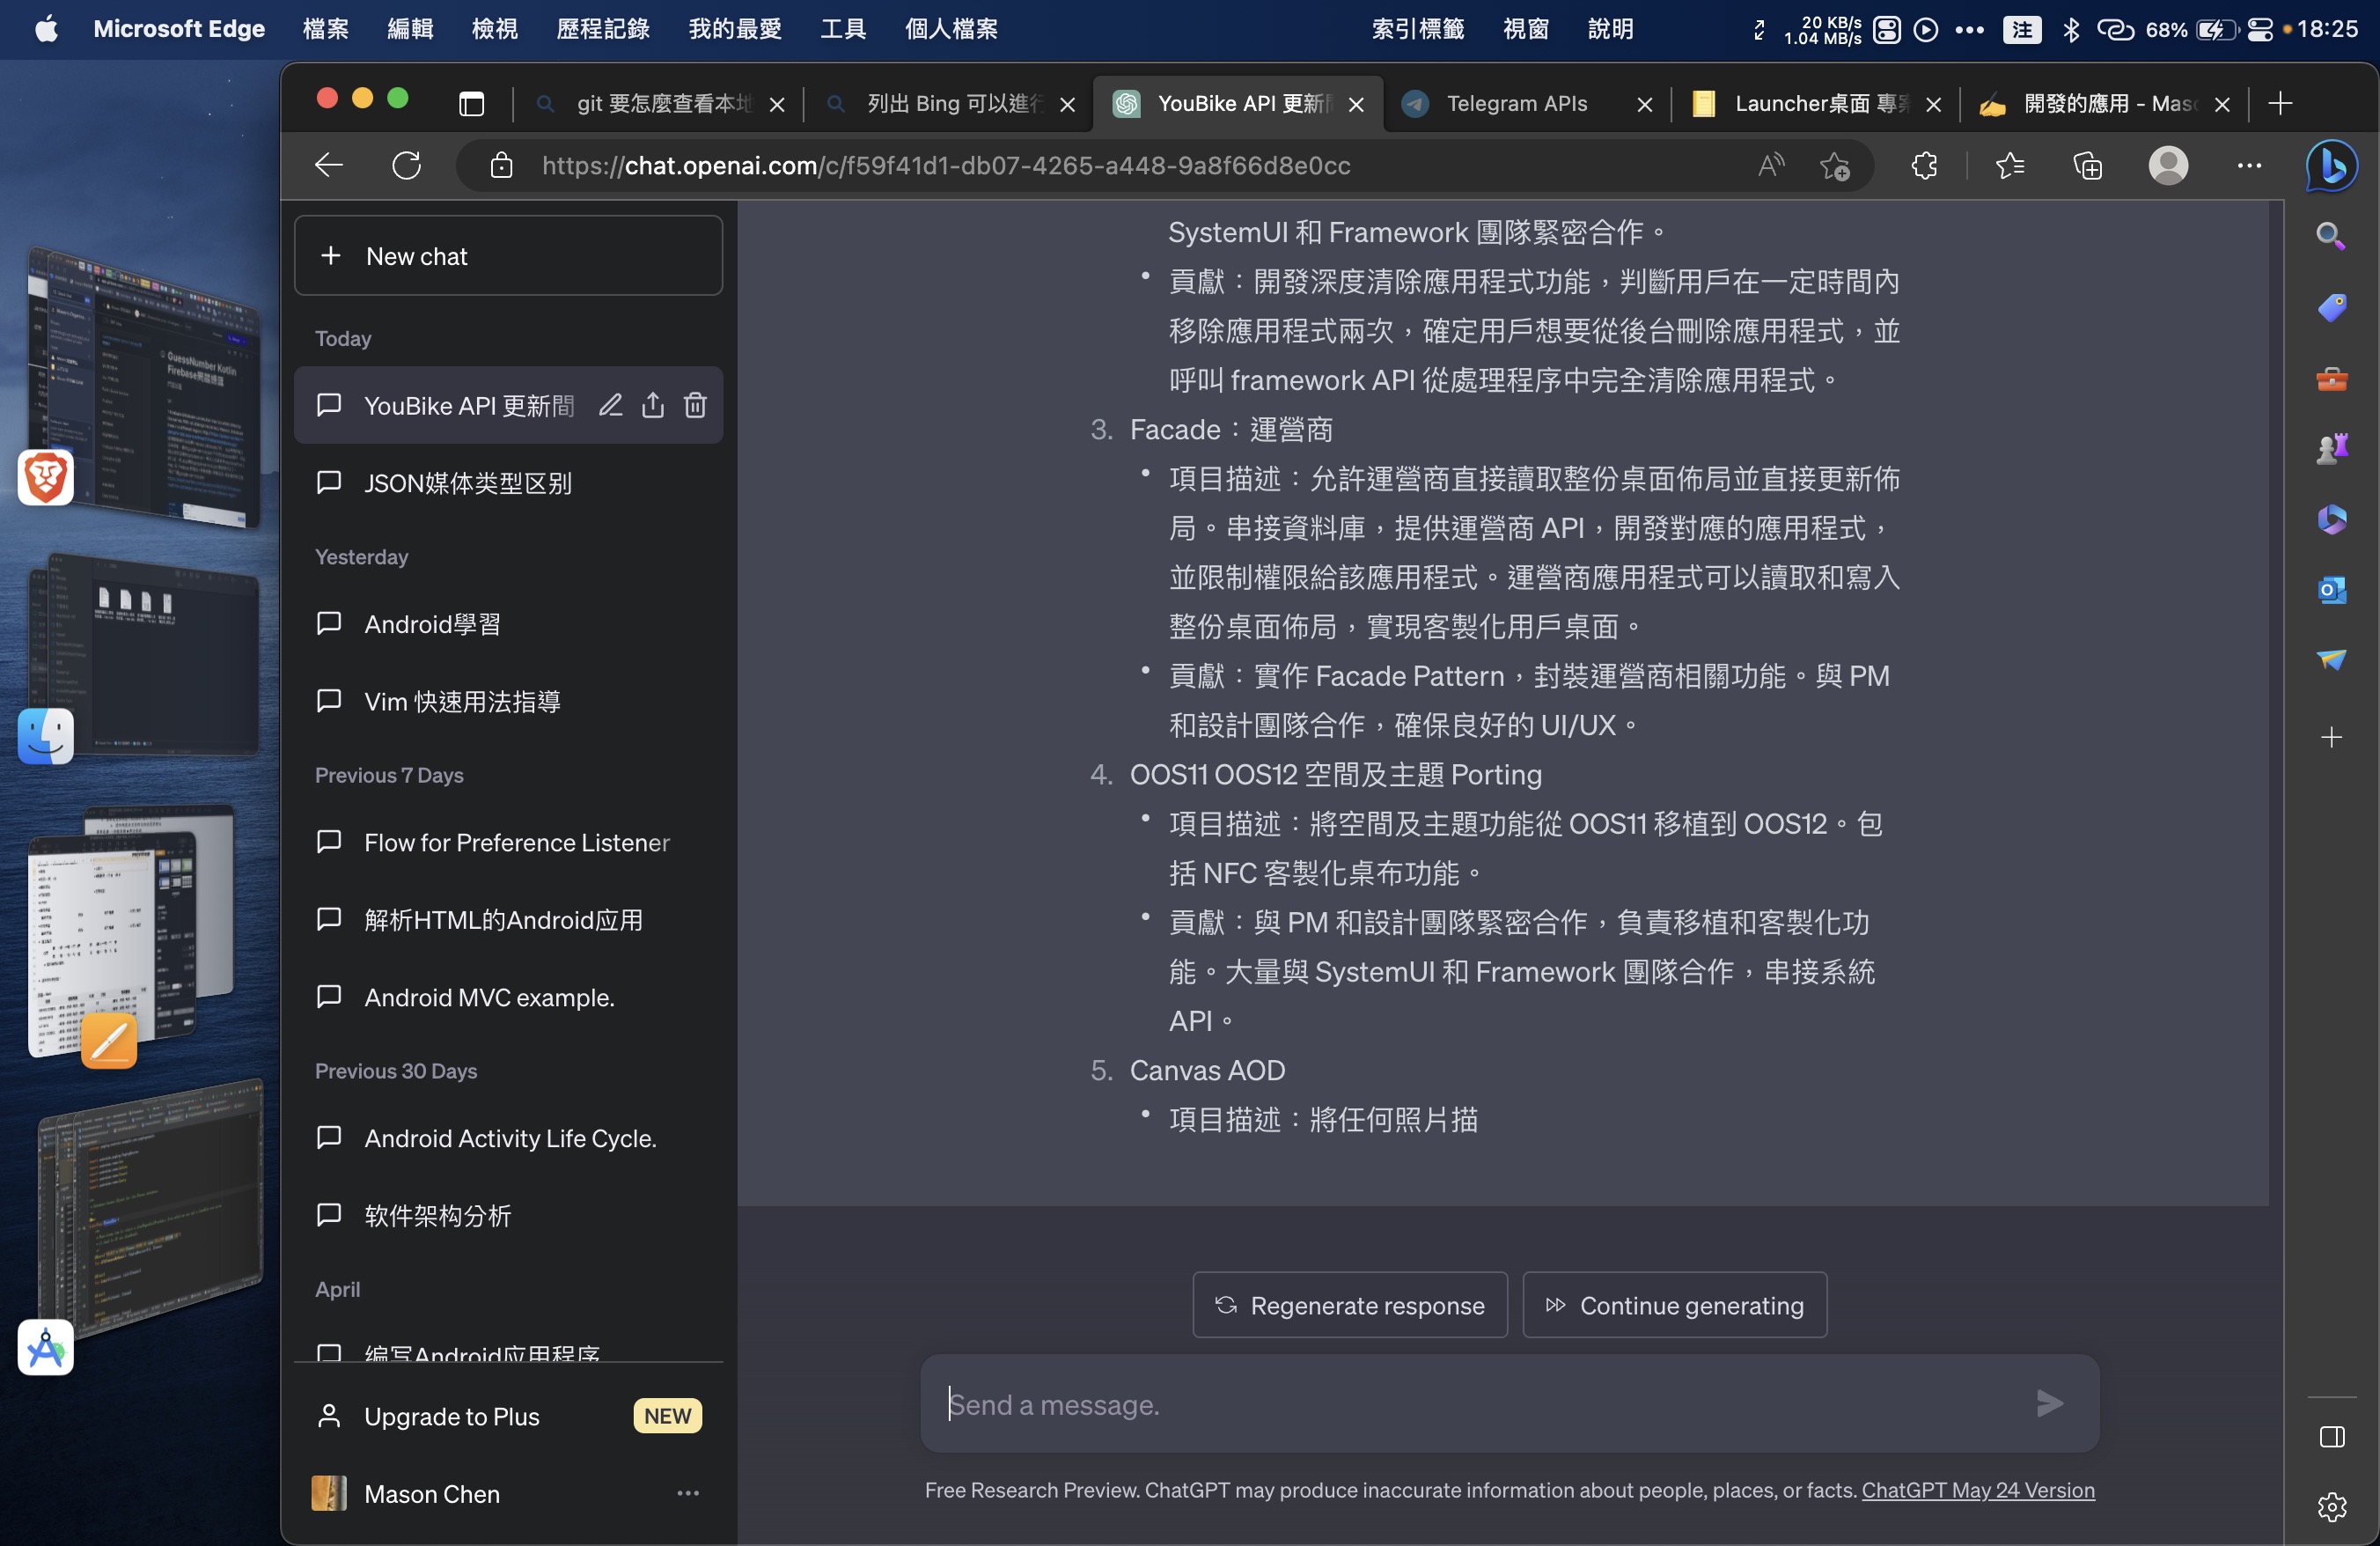 Microsoft Edge 檔案 編輯 檢視 歷程記錄 我的最愛 工具 個人檔案 索引標籤 視窗 說明 20 KB/s 1.04 MB/s 注 68% 18:25
git 要怎麼查看本地
列出 Bing 可以進行
YouBike API 更新
Telegram APIs
Launcher桌面 專案
開發的應用 - Mas
https://chat.openai.com/c/f59f41d1-db07-4265-a448-9a8f66d8e0cc
New chat
Today
YouBike API 更新間
JSON媒体类型区别
Yesterday
Android學習
Vim 快速用法指導
Previous 7 Days
Flow for Preference Listener
解析HTML的Android应用
Android MVC example.
Previous 30 Days
Android Activity Life Cycle.
软件架构分析
April
编写Android应用程序
Upgrade to Plus NEW
Mason Chen
SystemUI 和 Framework 團隊緊密合作。
• 貢獻：開發深度清除應用程式功能，判斷用戶在一定時間內
移除應用程式兩次，確定用戶想要從後台刪除應用程式，並
呼叫 framework API 從處理程序中完全清除應用程式。
3. Facade：運營商
• 項目描述：允許運營商直接讀取整份桌面佈局並直接更新佈
局。串接資料庫，提供運營商 API，開發對應的應用程式，
並限制權限給該應用程式。運營商應用程式可以讀取和寫入
整份桌面佈局，實現客製化用戶桌面。
• 貢獻：實作 Facade Pattern，封裝運營商相關功能。與 PM
和設計團隊合作，確保良好的 UI/UX。
4. OOS11 OOS12 空間及主題 Porting
• 項目描述：將空間及主題功能從 OOS11 移植到 OOS12。包
括 NFC 客製化桌布功能。
• 貢獻：與 PM 和設計團隊緊密合作，負責移植和客製化功
能。大量與 SystemUI 和 Framework 團隊合作，串接系統
API。
5. Canvas AOD
• 項目描述：將任何照片描
Regenerate response
Continue generating
Send a message.
Free Research Preview. ChatGPT may produce inaccurate information about people, places, or facts. ChatGPT May 24 Version
GuessNumber Kotlin